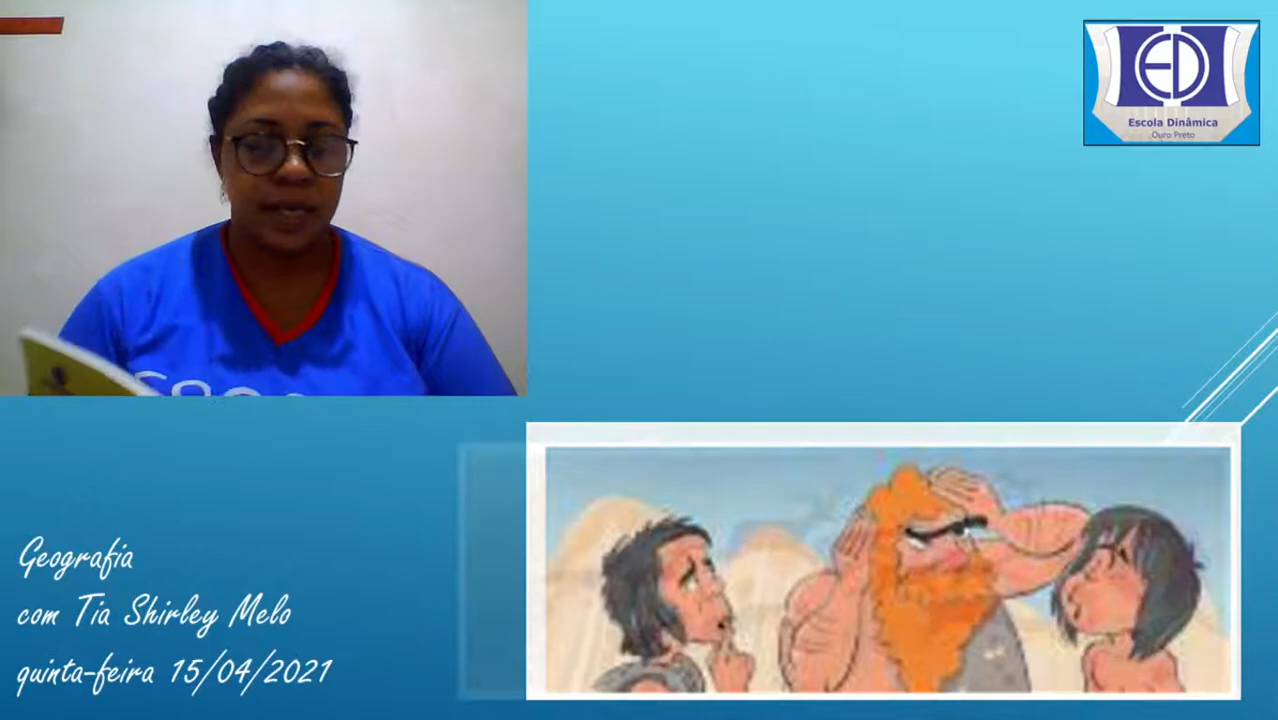 Escola Dinâmica
Ouro Preto
Geografia
com Tia Shirley Melo
quinta-feira 15/04/2021